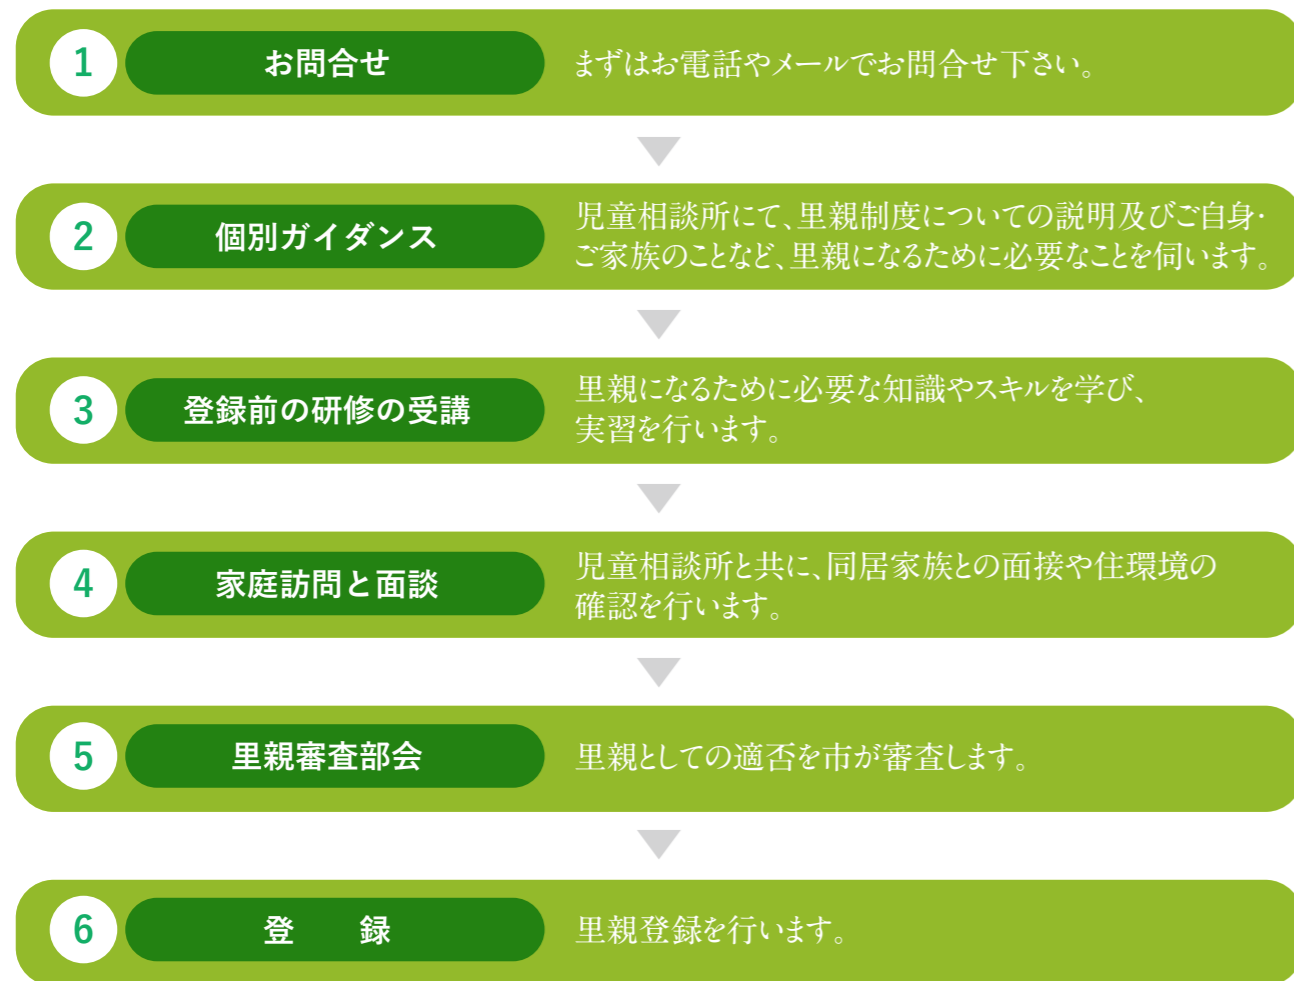 1
お問合せ
まずはお電話やメールでお問合せ下さい。
2
個別ガイダンス
児童相談所にて、里親制度についての説明及びご自身・
ご家族のことなど、里親になるために必要なことを伺います。
3
登録前の研修の受講
里親になるために必要な知識やスキルを学び、
実習を行います。
4
家庭訪問と面談
児童相談所と共に、同居家族との面接や住環境の
確認を行います。
5
里親審査部会
里親としての適否を市が審査します。
6
登　録
里親登録を行います。